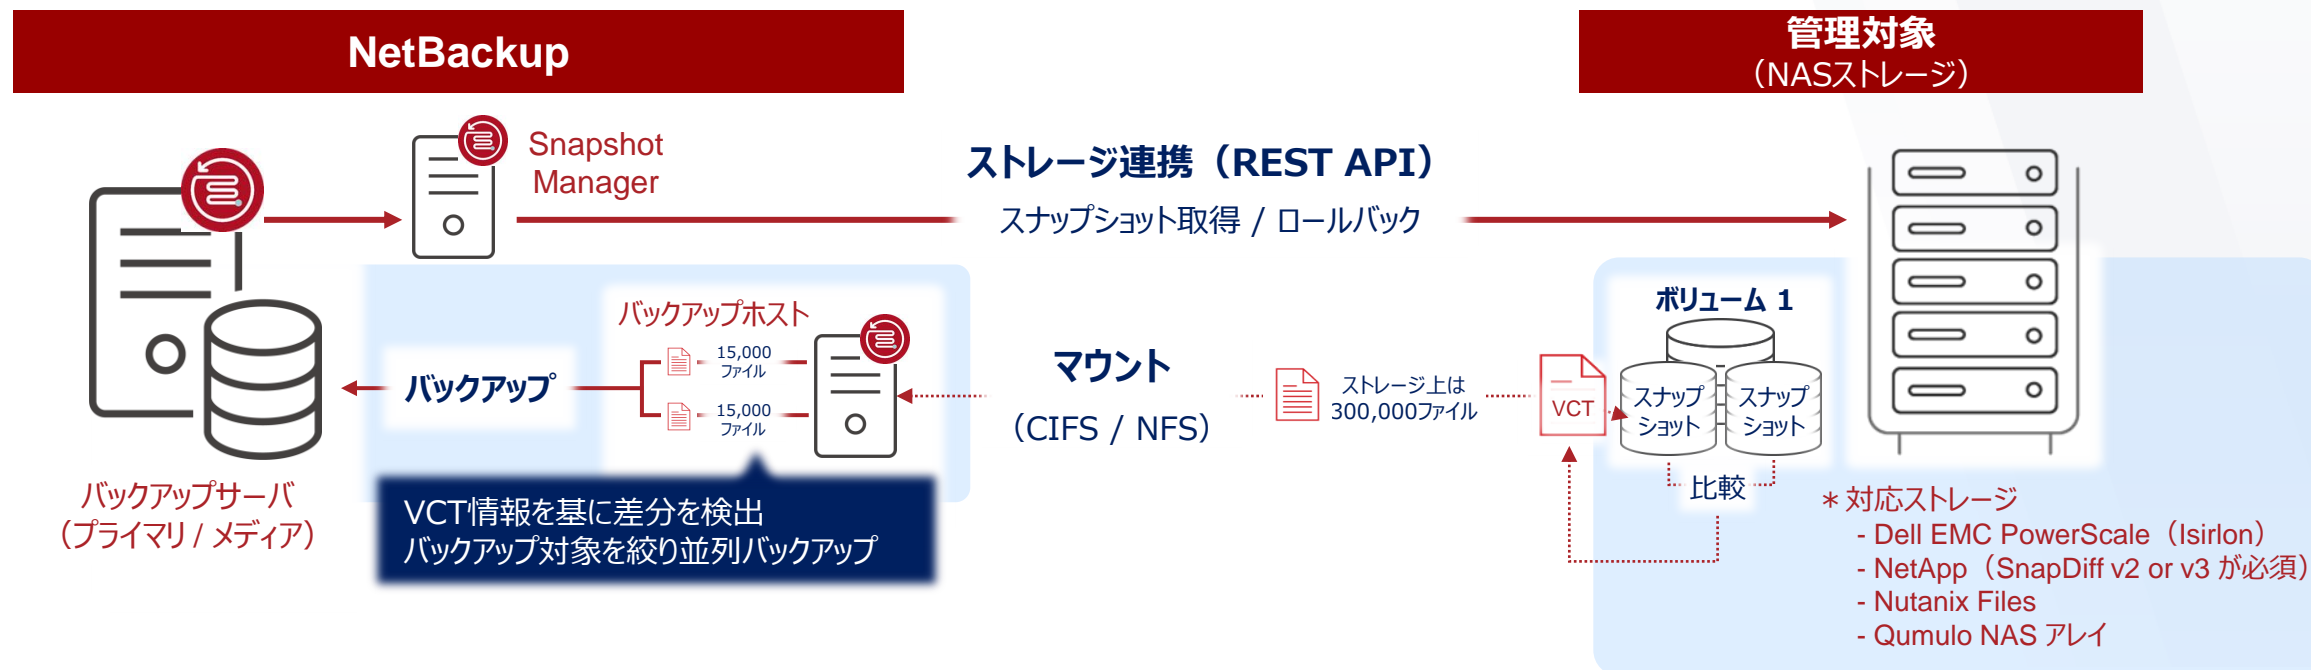 NetBackup
管理対象
（NASストレージ）
Snapshot
Manager
ストレージ連携（REST API）
スナップショット取得 / ロールバック
バックアップホスト
15,000
ファイル
15,000
ファイル
バックアップ
マウント
（CIFS / NFS）
ストレージ上は
300,000ファイル
VCT
ボリューム 1
スナップ
ショット
スナップ
ショット
比較
バックアップサーバ
（プライマリ / メディア）
VCT情報を基に差分を検出
バックアップ対象を絞り並列バックアップ
＊対応ストレージ
- Dell EMC PowerScale（Isirlon）
- NetApp（SnapDiff v2 or v3 が必須）
- Nutanix Files
- Qumulo NAS アレイ